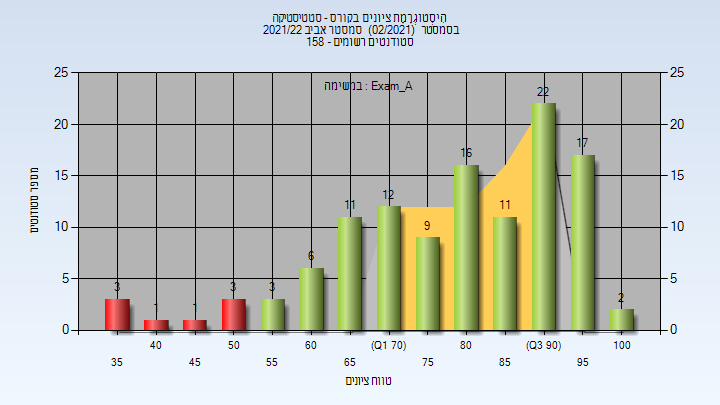 הִיסְטוֹגְרָמַת ציונים בקורס - סטטיסטיקה
בסמסטר (02/2021) סמסטר אביב 2021/22
סטודנטים רשומים - 158
במשימה : Exam_A
25 25
20 20
15 15
10 10
5 5
0 0
מספר סטודנטים
3 1 1 3 3 6 11 12 9 16 11 22 17 2
40 50 60 (Q1 70) 80 (Q3 90) 100
35 45 55 65 75 85 95
טווח ציונים